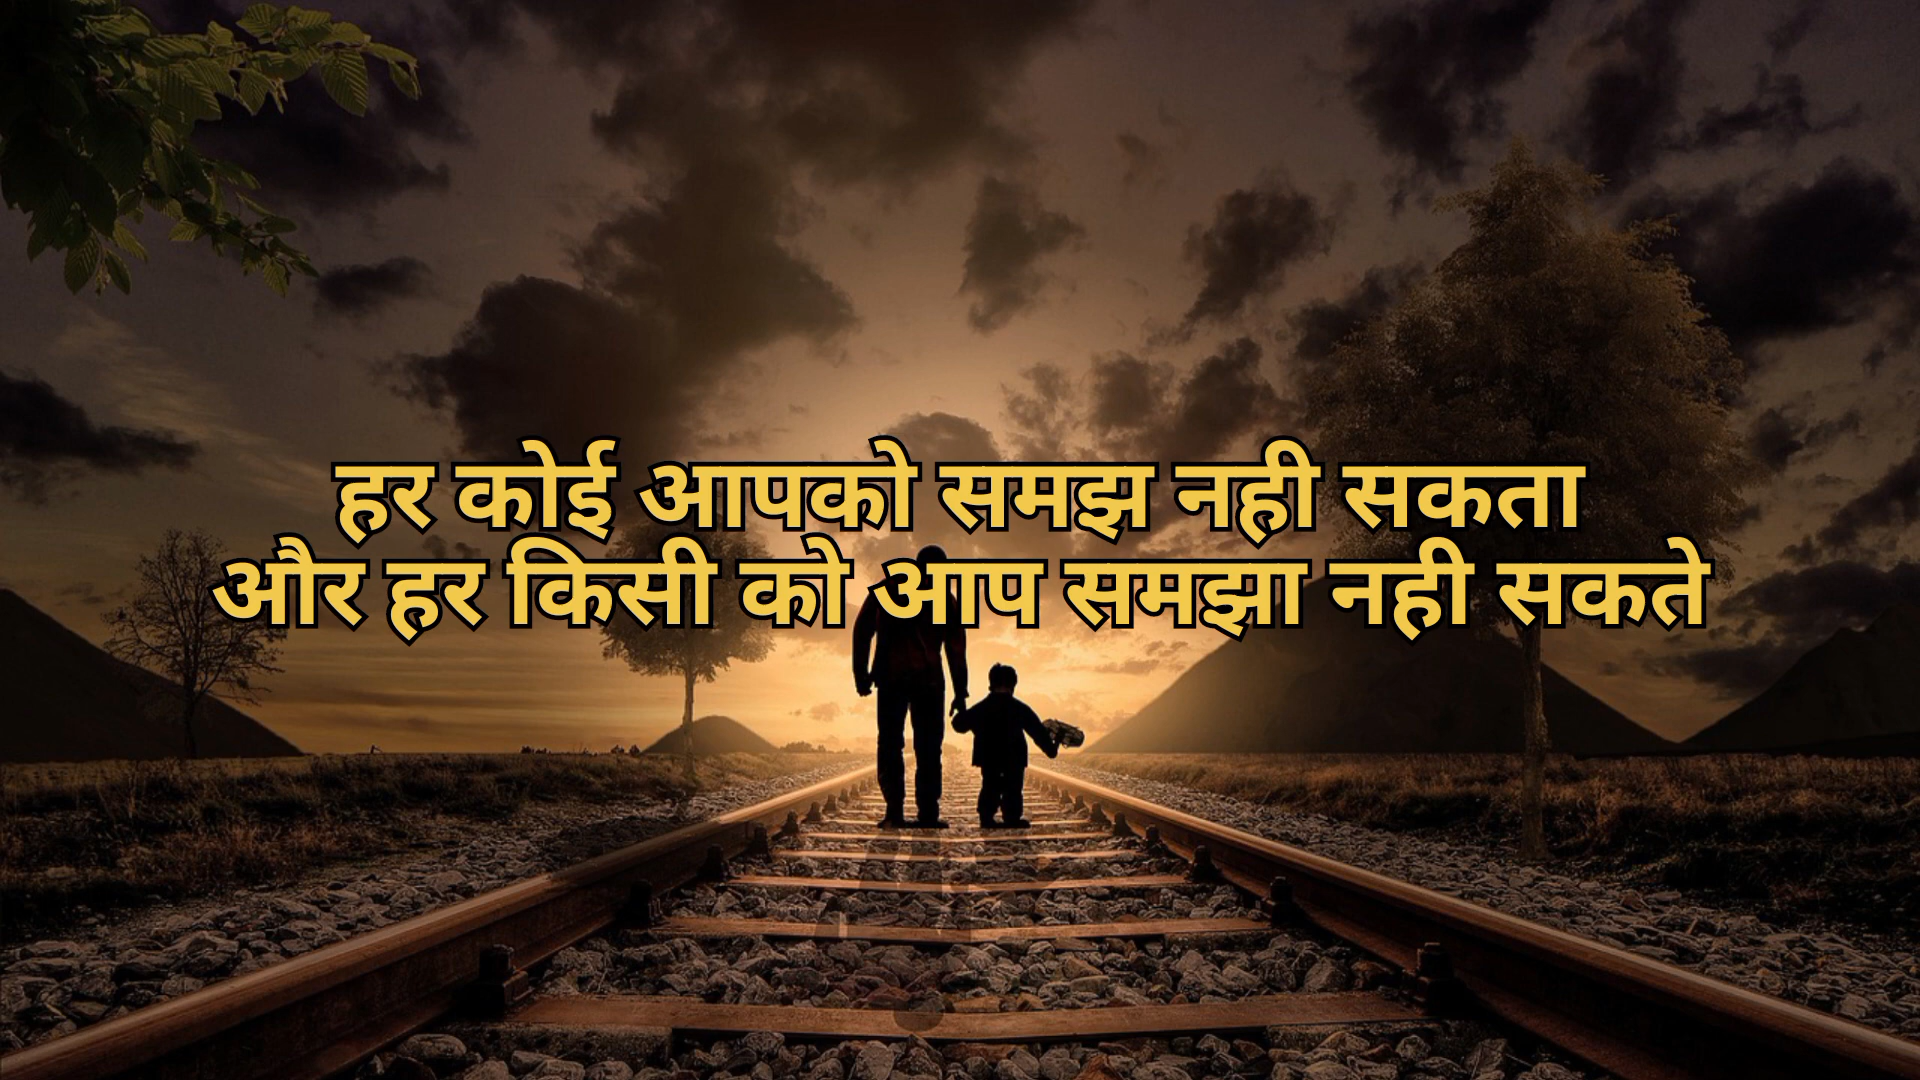 हर कोई आपको समझ नही सकता
और हर किसी को आप समझा नही सकते